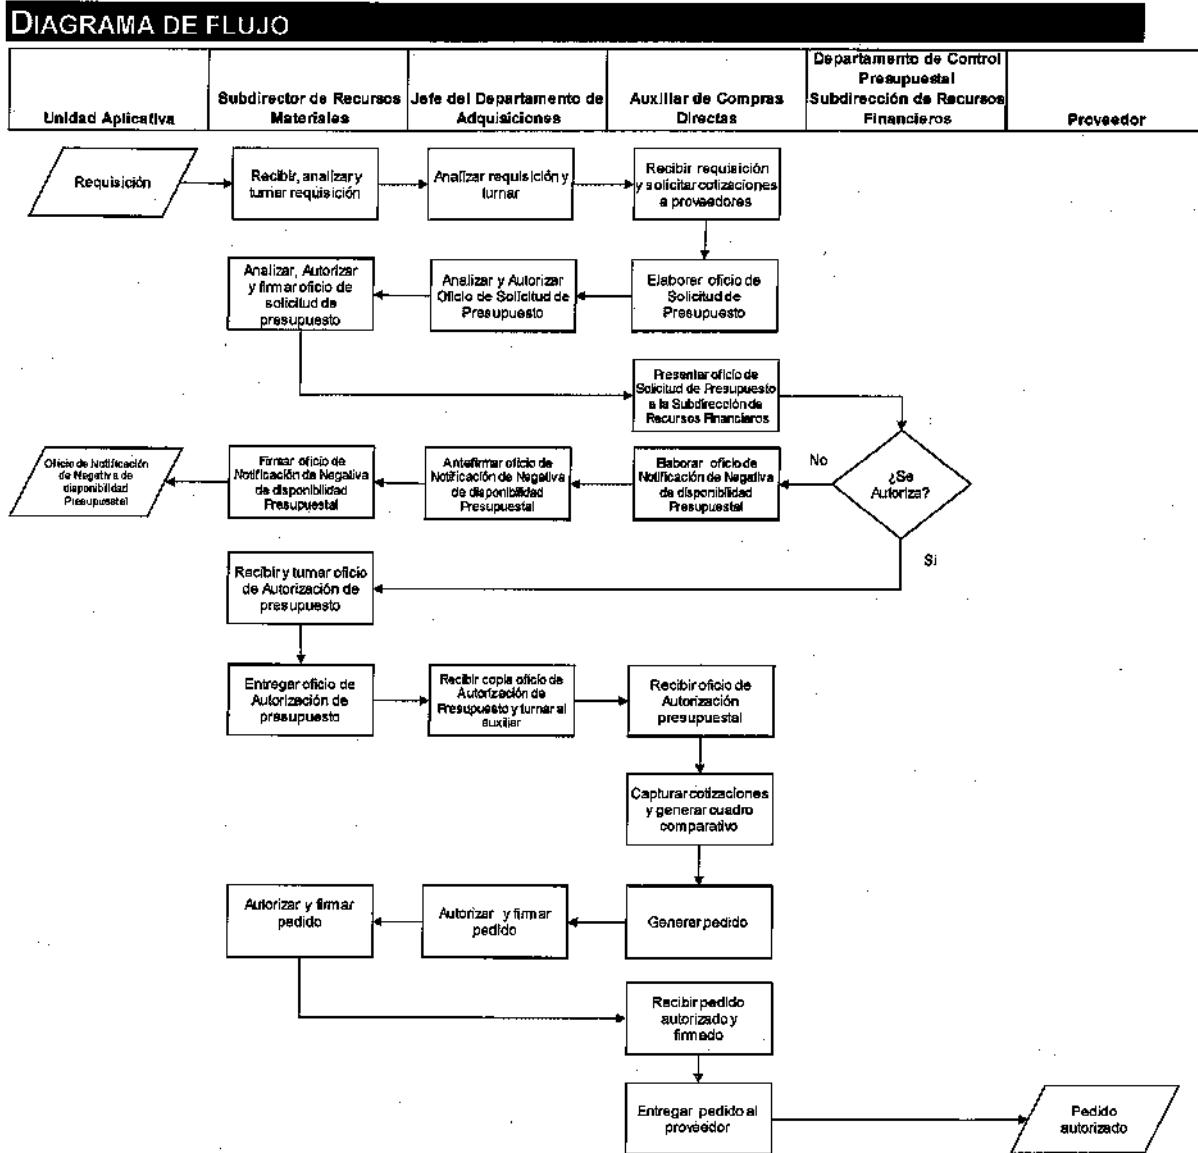 DIAGRAMA DE FLUJO
Unidad Aplicativa
Subdirector de Recursos
Materiales
Jefe del Departamento de
Adquisiciones
Auxiliar de Compras
Directas
Departamento de Control
Presupuestal
Subdirección de Recursos
Financieros
Proveedor
Requisición
Recibir, analizar y
turnar requisición
Analizar requisición y
turnar
Recibir requisición
y solicitar cotizaciones
a proveedores
Analizar, Autorizar
y firmar oficio de
solicitud de
presupuesto
Analizar y Autorizar
Oficio de Solicitud de
Presupuesto
Elaborar oficio de
Solicitud de
Presupuesto
Presentar oficio de
Solicitud de Presupuesto
a la Subdirección de
Recursos Financieros
Oficio de Notificación
de Negativa de
disponibilidad
Presupuestal
Firmar oficio de
Notificación de Negativa
de disponibilidad
Presupuestal
Antefirmar oficio de
Notificación de Negativa
de disponibilidad
Presupuestal
Elaborar oficio de
Notificación de Negativa
de disponibilidad
Presupuestal
No
¿Se
Autoriza?
Si
Recibir y turnar oficio
de Autorización de
presupuesto
Entregar oficio de
Autorización de
presupuesto
Recibir copia oficio de
Autorización de
Presupuesto y turnar al
auxiliar
Recibir oficio de
Autorización
presupuestal
Capturar cotizaciones
y generar cuadro
comparativo
Autorizar y firmar
pedido
Autorizar y firmar
pedido
Generar pedido
Recibir pedido
autorizado y
firmado
Entregar pedido al
proveedor
Pedido
autorizado